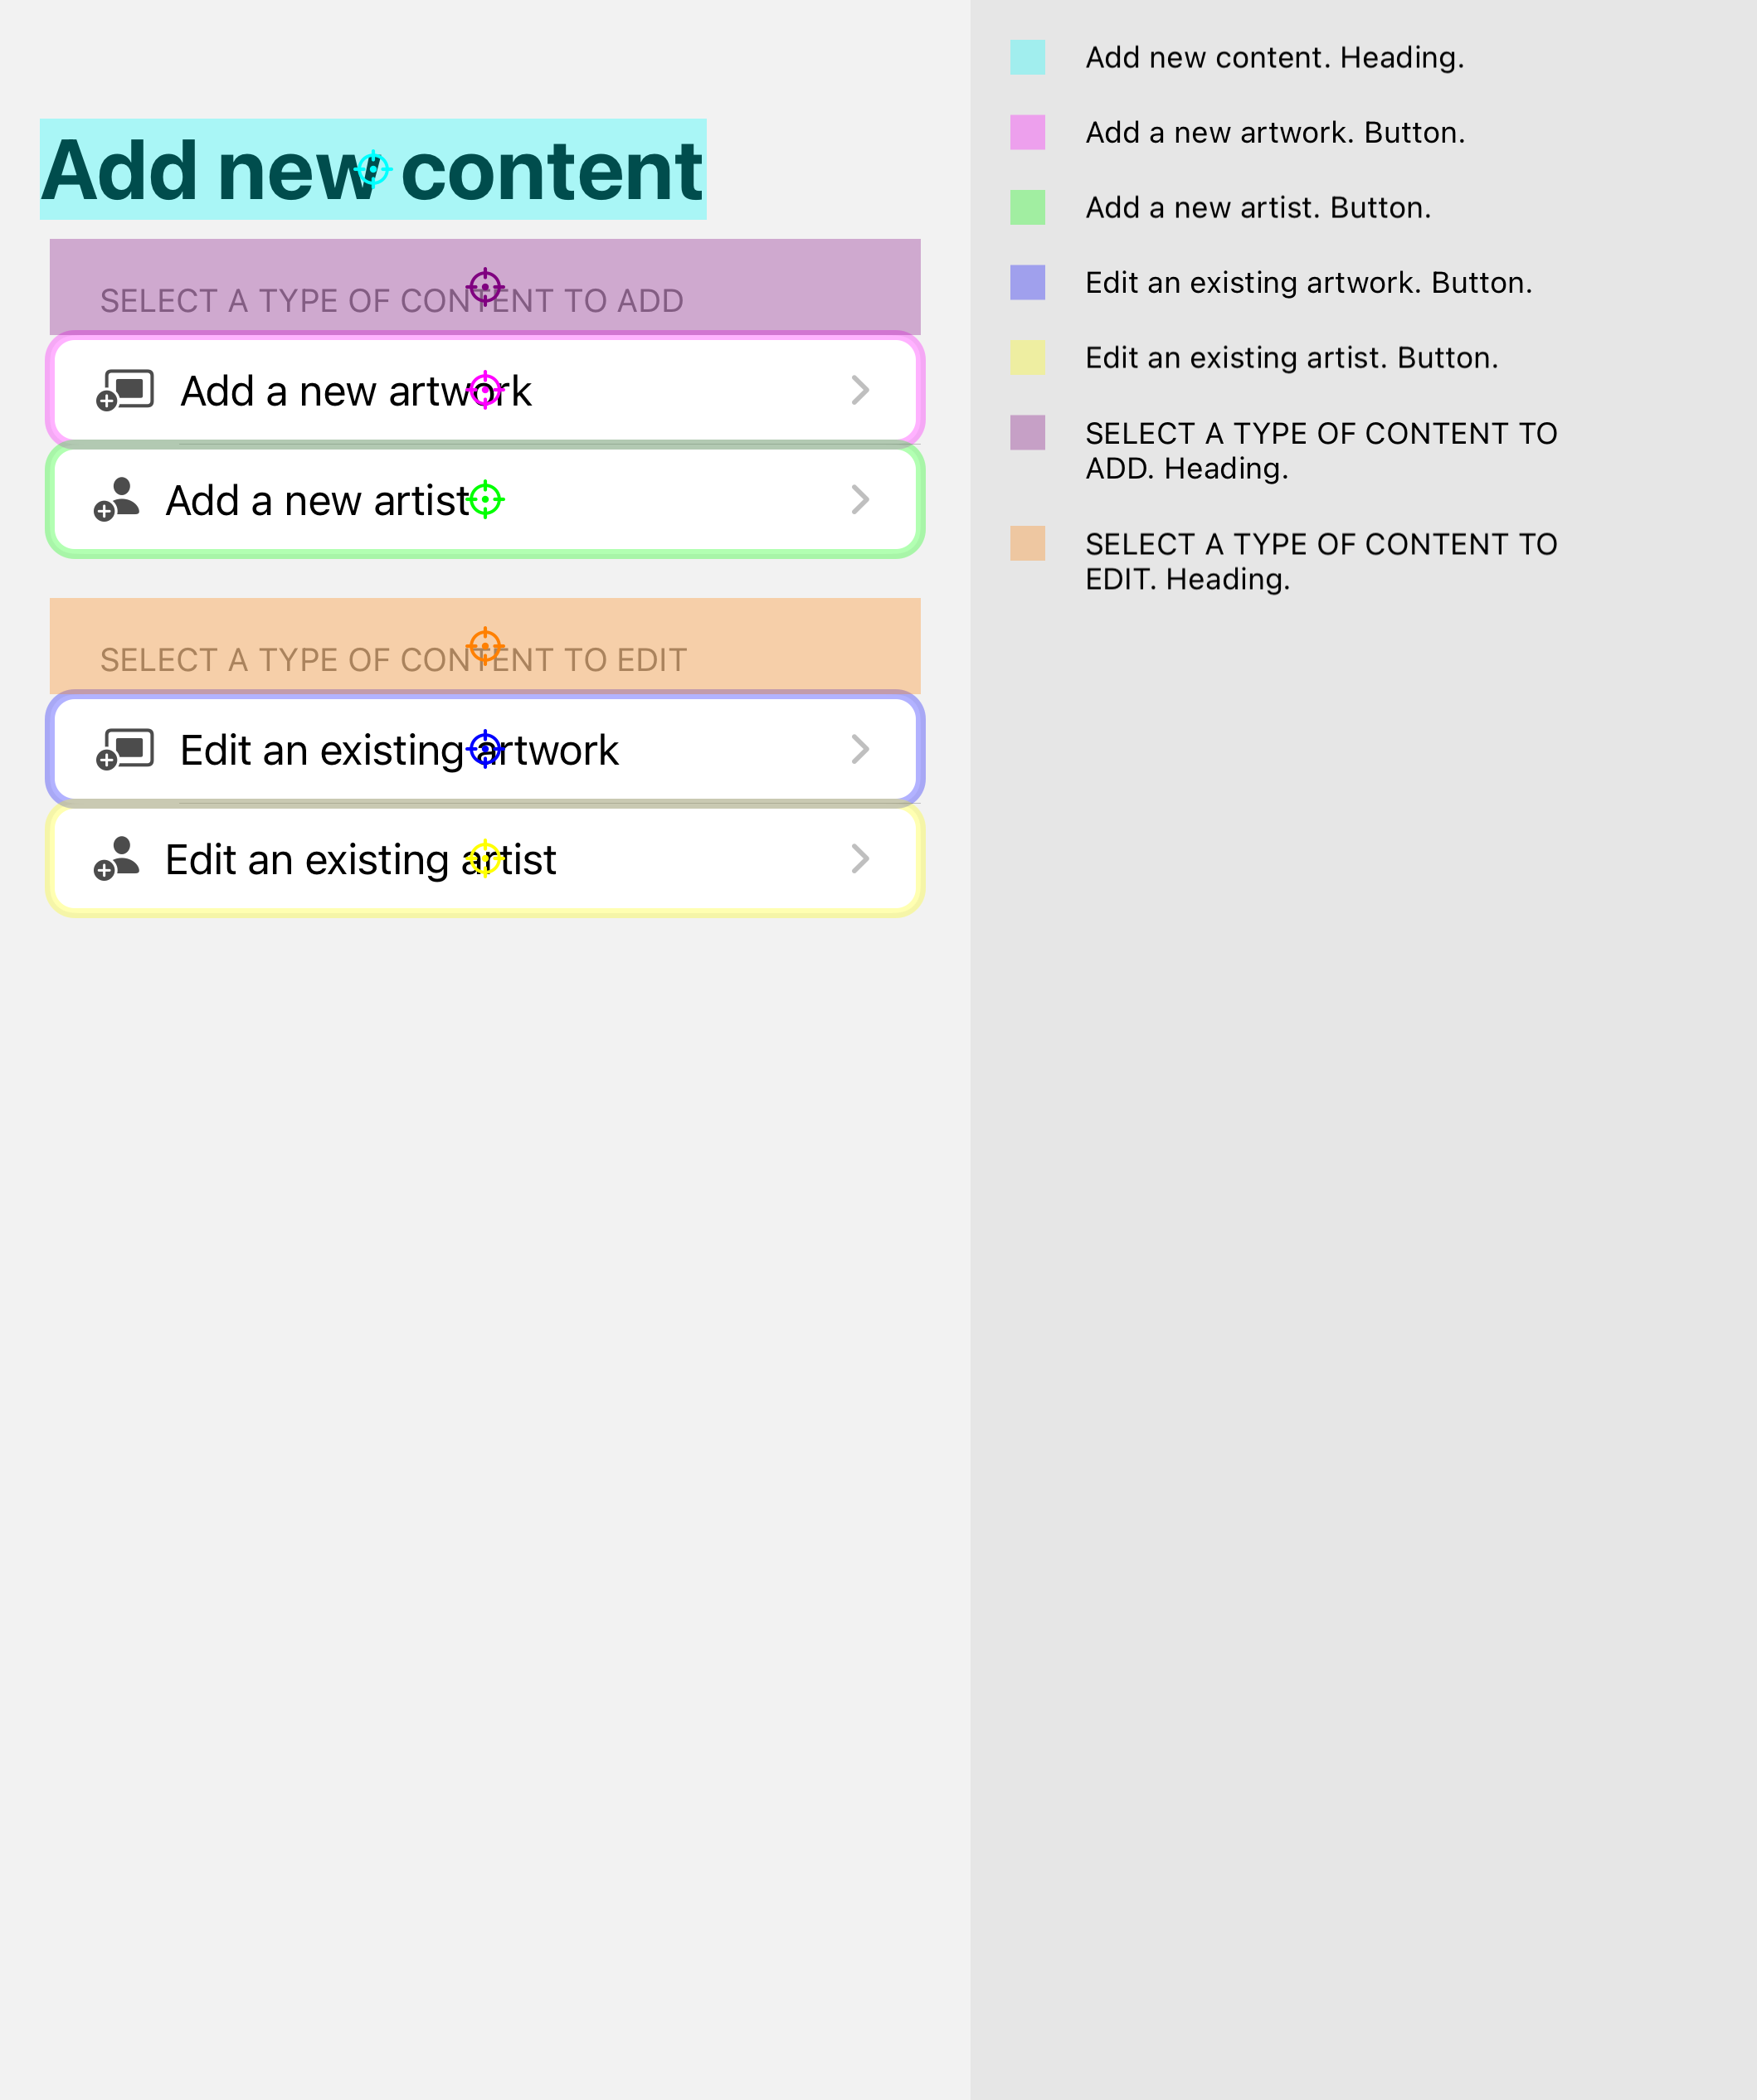 Add new content
SELECT A TYPE OF CONTENT TO ADD
Add a new artwork
Add a new artist
SELECT A TYPE OF CONTENT TO EDIT
Edit an existing artwork
Edit an existing artist
Add new content. Heading.
Add a new artwork. Button.
Add a new artist. Button.
Edit an existing artwork. Button.
Edit an existing artist. Button.
SELECT A TYPE OF CONTENT TO
ADD. Heading.
SELECT A TYPE OF CONTENT TO
EDIT. Heading.